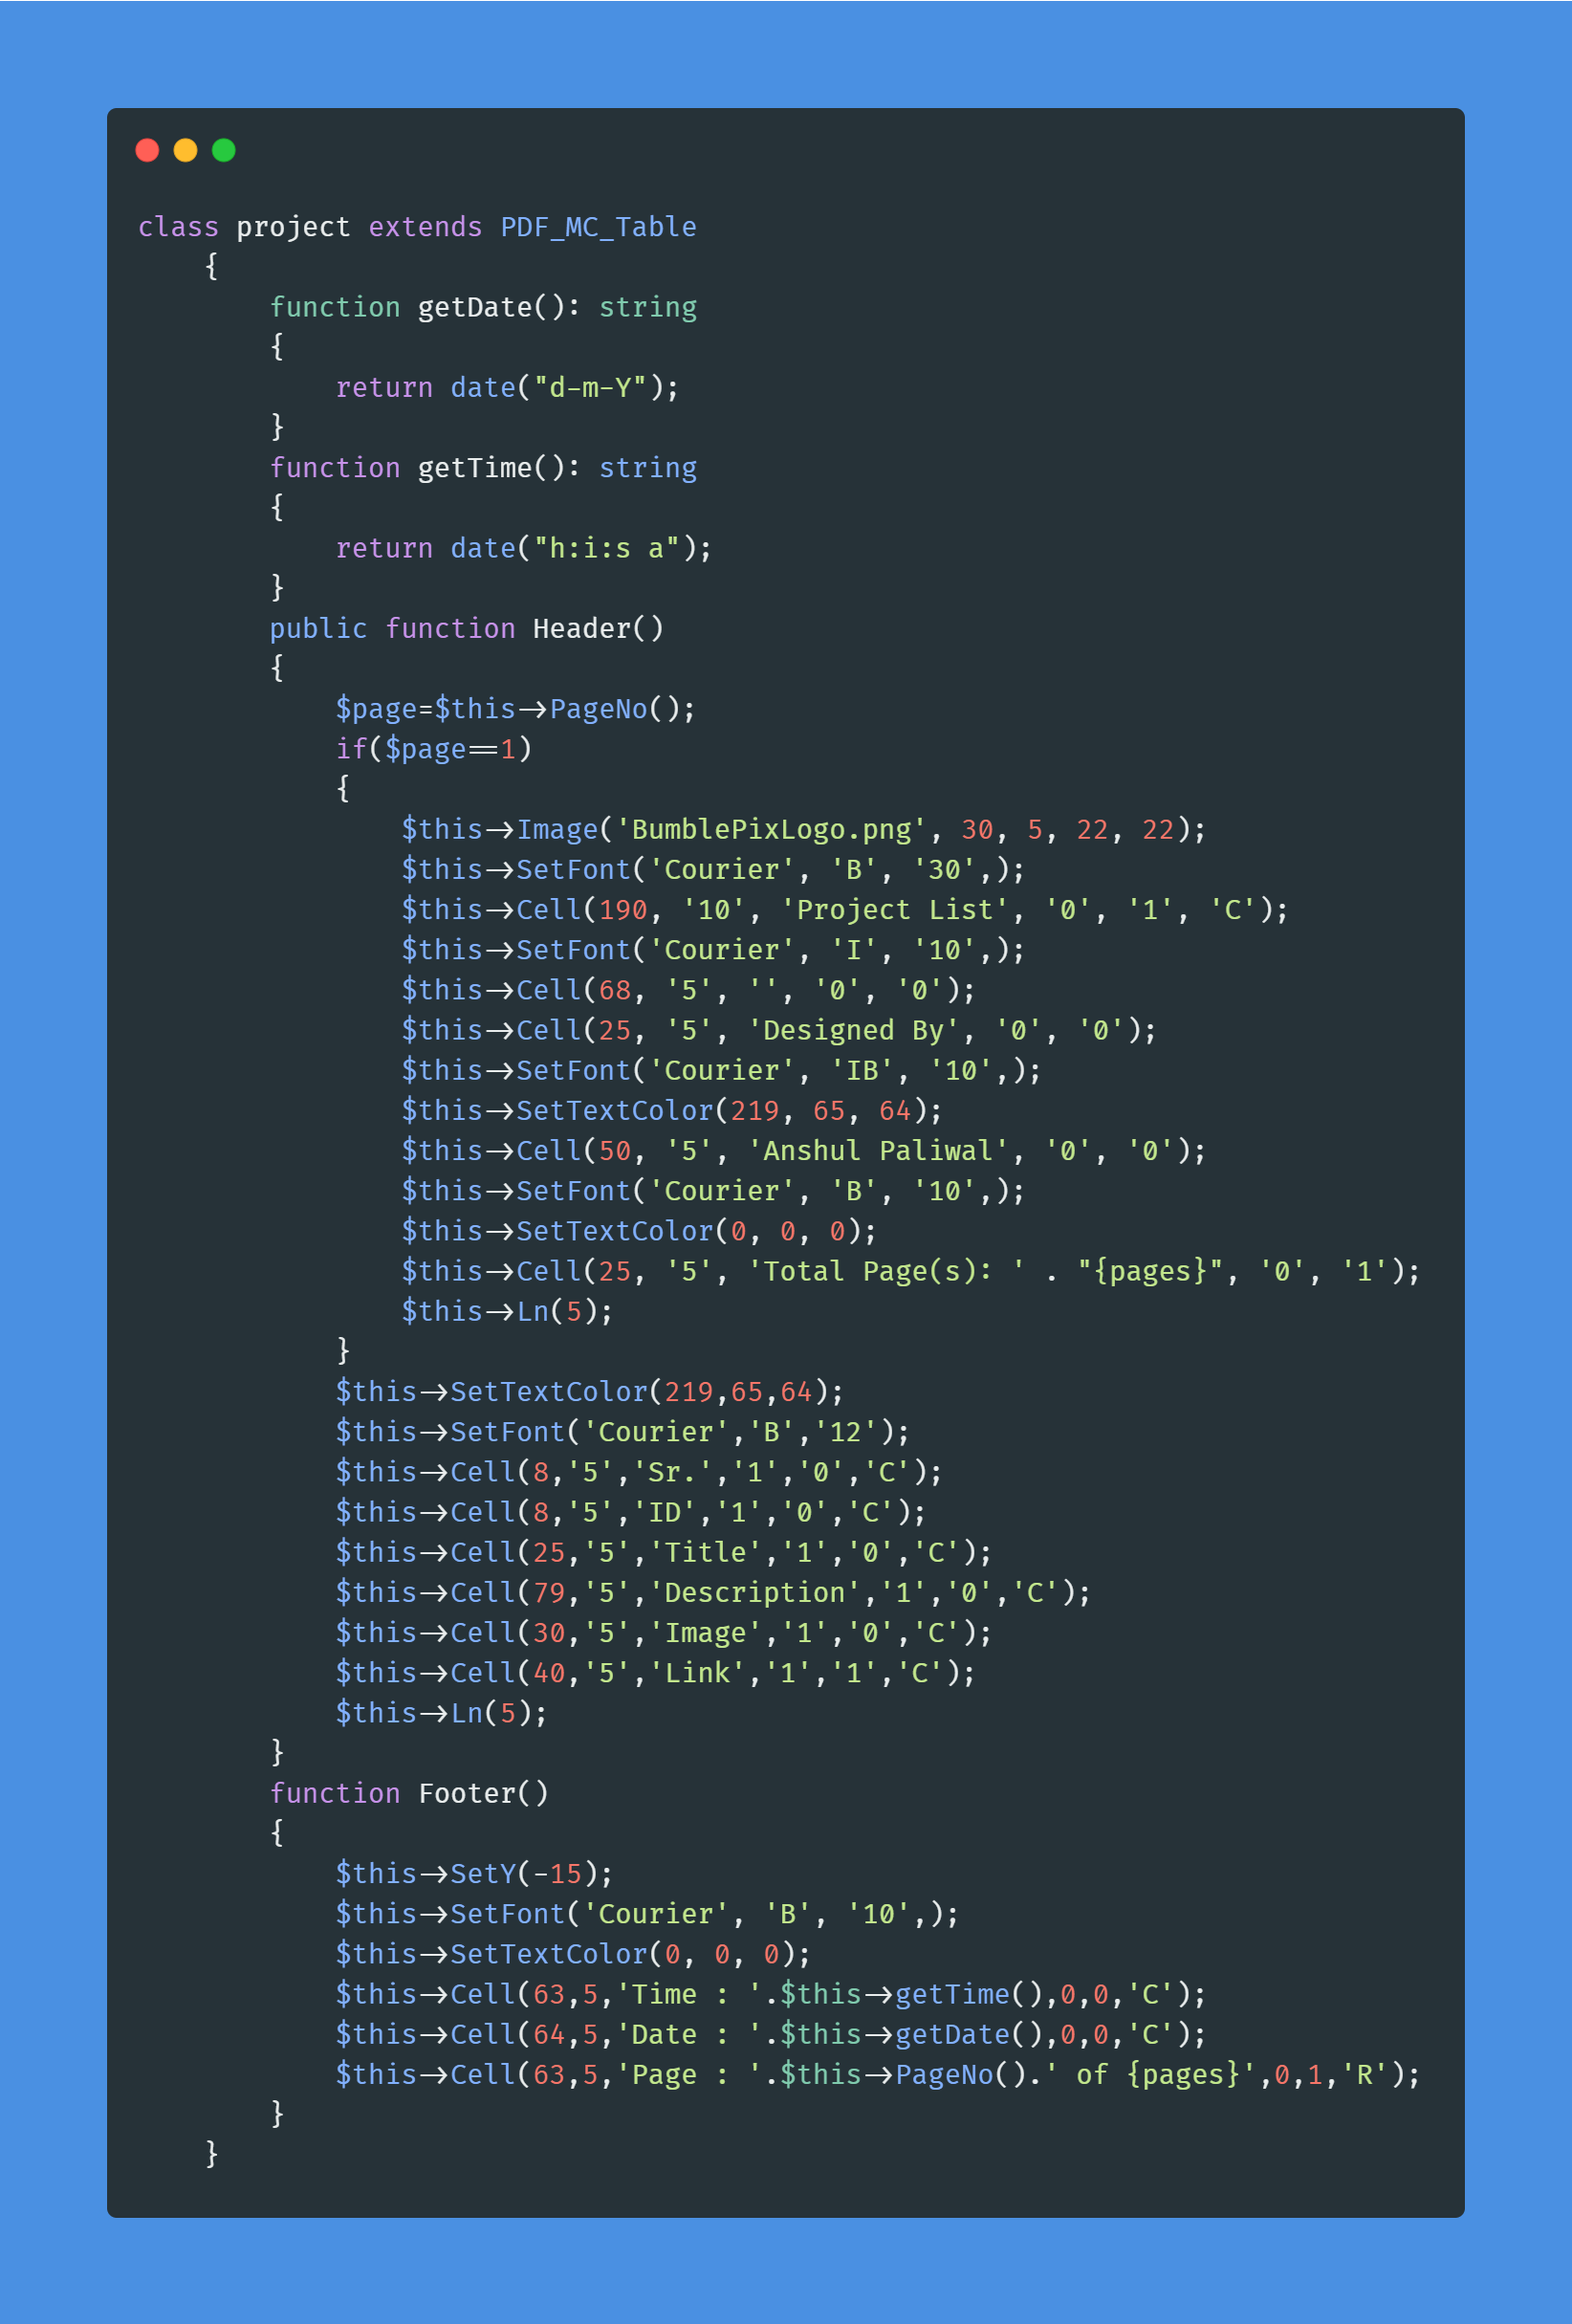 class project extends PDF_MC_Table
    {
        function getDate(): string
        {
            return date("d-m-Y");
        }
        function getTime(): string
        {
            return date("h:i:s a");
        }
        public function Header()
        {
            $page=$this->PageNo();
            if($page==1)
            {
                $this->Image('BumblePixLogo.png', 30, 5, 22, 22);
                $this->SetFont('Courier', 'B', '30',);
                $this->Cell(190, '10', 'Project List', '0', '1', 'C');
                $this->SetFont('Courier', 'I', '10',);
                $this->Cell(68, '5', '', '0', '0');
                $this->Cell(25, '5', 'Designed By', '0', '0');
                $this->SetFont('Courier', 'IB', '10',);
                $this->SetTextColor(219, 65, 64);
                $this->Cell(50, '5', 'Anshul Paliwal', '0', '0');
                $this->SetFont('Courier', 'B', '10',);
                $this->SetTextColor(0, 0, 0);
                $this->Cell(25, '5', 'Total Page(s): ' . "{pages}", '0', '1');
                $this->Ln(5);
            }
            $this->SetTextColor(219,65,64);
            $this->SetFont('Courier','B','12');
            $this->Cell(8,'5','Sr.','1','0','C');
            $this->Cell(8,'5','ID','1','0','C');
            $this->Cell(25,'5','Title','1','0','C');
            $this->Cell(79,'5','Description','1','0','C');
            $this->Cell(30,'5','Image','1','0','C');
            $this->Cell(40,'5','Link','1','1','C');
            $this->Ln(5);
        }
        function Footer()
        {
            $this->SetY(-15);
            $this->SetFont('Courier', 'B', '10',);
            $this->SetTextColor(0, 0, 0);
            $this->Cell(63,5,'Time : '.$this->getTime(),0,0,'C');
            $this->Cell(64,5,'Date : '.$this->getDate(),0,0,'C');
            $this->Cell(63,5,'Page : '.$this->PageNo().' of {pages}',0,1,'R');
        }
    }